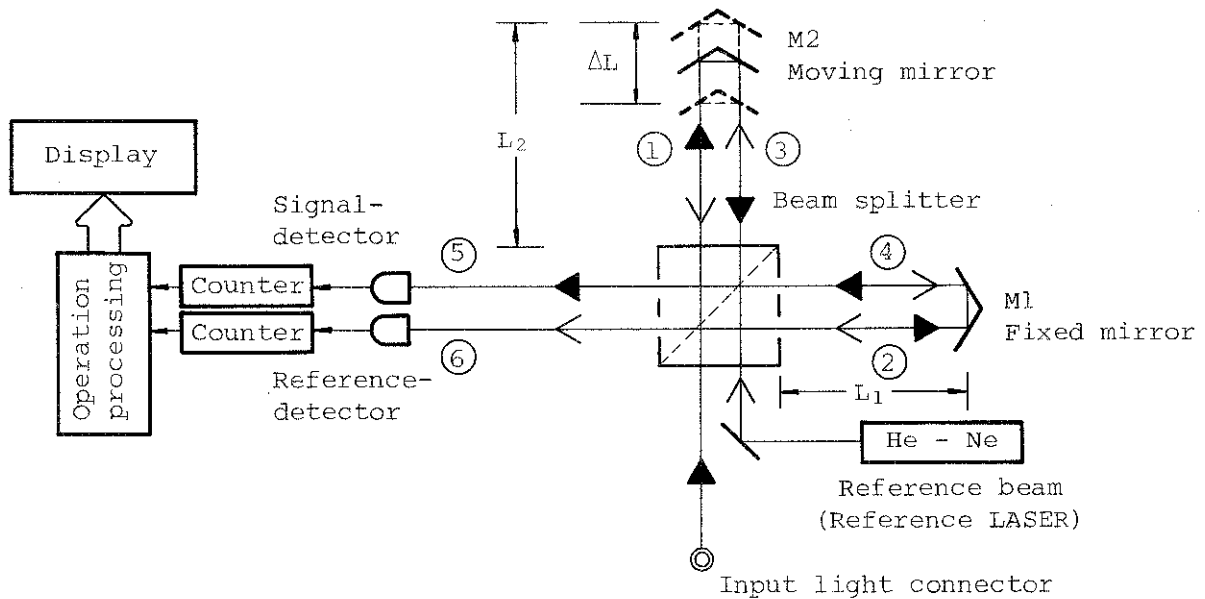 M2
Moving mirror
ΔL
L₂
①
③
Display
Signal-
detector
Beam splitter
⑤
④
Operation
processing
Counter
Counter
M1
Fixed mirror
⑥
②
Reference-
detector
L₁
He - Ne
Reference beam
(Reference LASER)
Input light connector